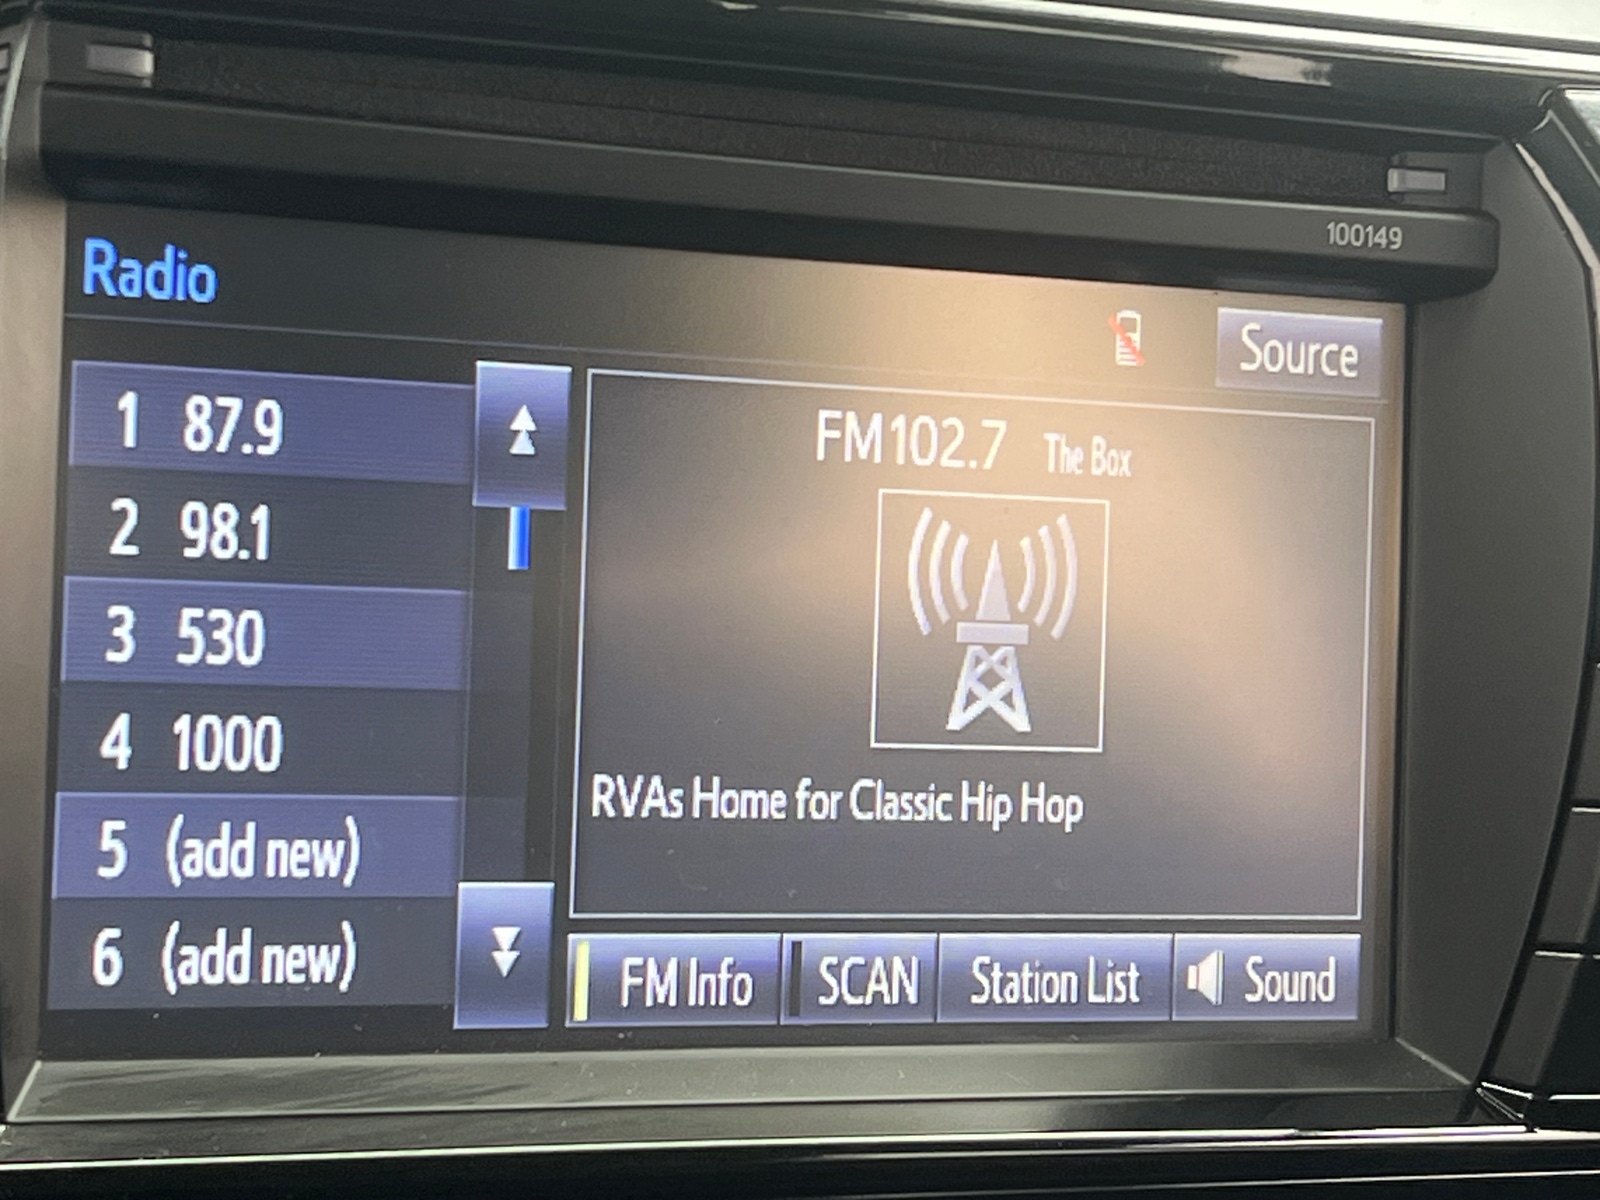 100149
Radio
Source
1 87.9
2 98.1
3 530
4 1000
5 (add new)
6 (add new)
FM102.7 The Box
RVAs Home for Classic Hip Hop
FM Info
SCAN
Station List
Sound